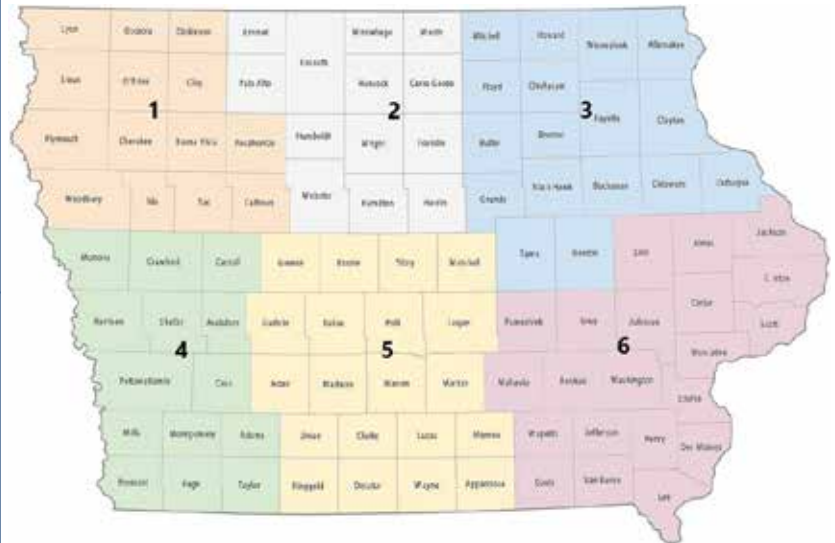 Lyon Osceola Dickinson Emmet Winnebago Worth Mitchell Howard Winneshiek Allamakee
Kossuth
Sioux O'Brien Clay Palo Alto Hancock Cerro Gordo Floyd Chickasaw
1 2 3
Fayette Clayton
Plymouth Cherokee Buena Vista Pocahontas Humboldt Wright Franklin Butler Bremer
Woodbury Ida Sac Calhoun Webster Hamilton Hardin Grundy Black Hawk Buchanan Delaware Dubuque
Monona Crawford Carroll Greene Boone Story Marshall Tama Benton Linn Jones Jackson
Clinton
Cedar
Harrison Shelby Audubon Guthrie Dallas Polk Jasper Poweshiek Iowa Johnson Scott
4 5 6
Muscatine
Pottawattamie Cass Adair Madison Warren Marion Mahaska Keokuk Washington
Louisa
Mills Montgomery Adams Union Clarke Lucas Monroe Wapello Jefferson Henry Des Moines
Fremont Page Taylor Ringgold Decatur Wayne Appanoose Davis Van Buren
Lee